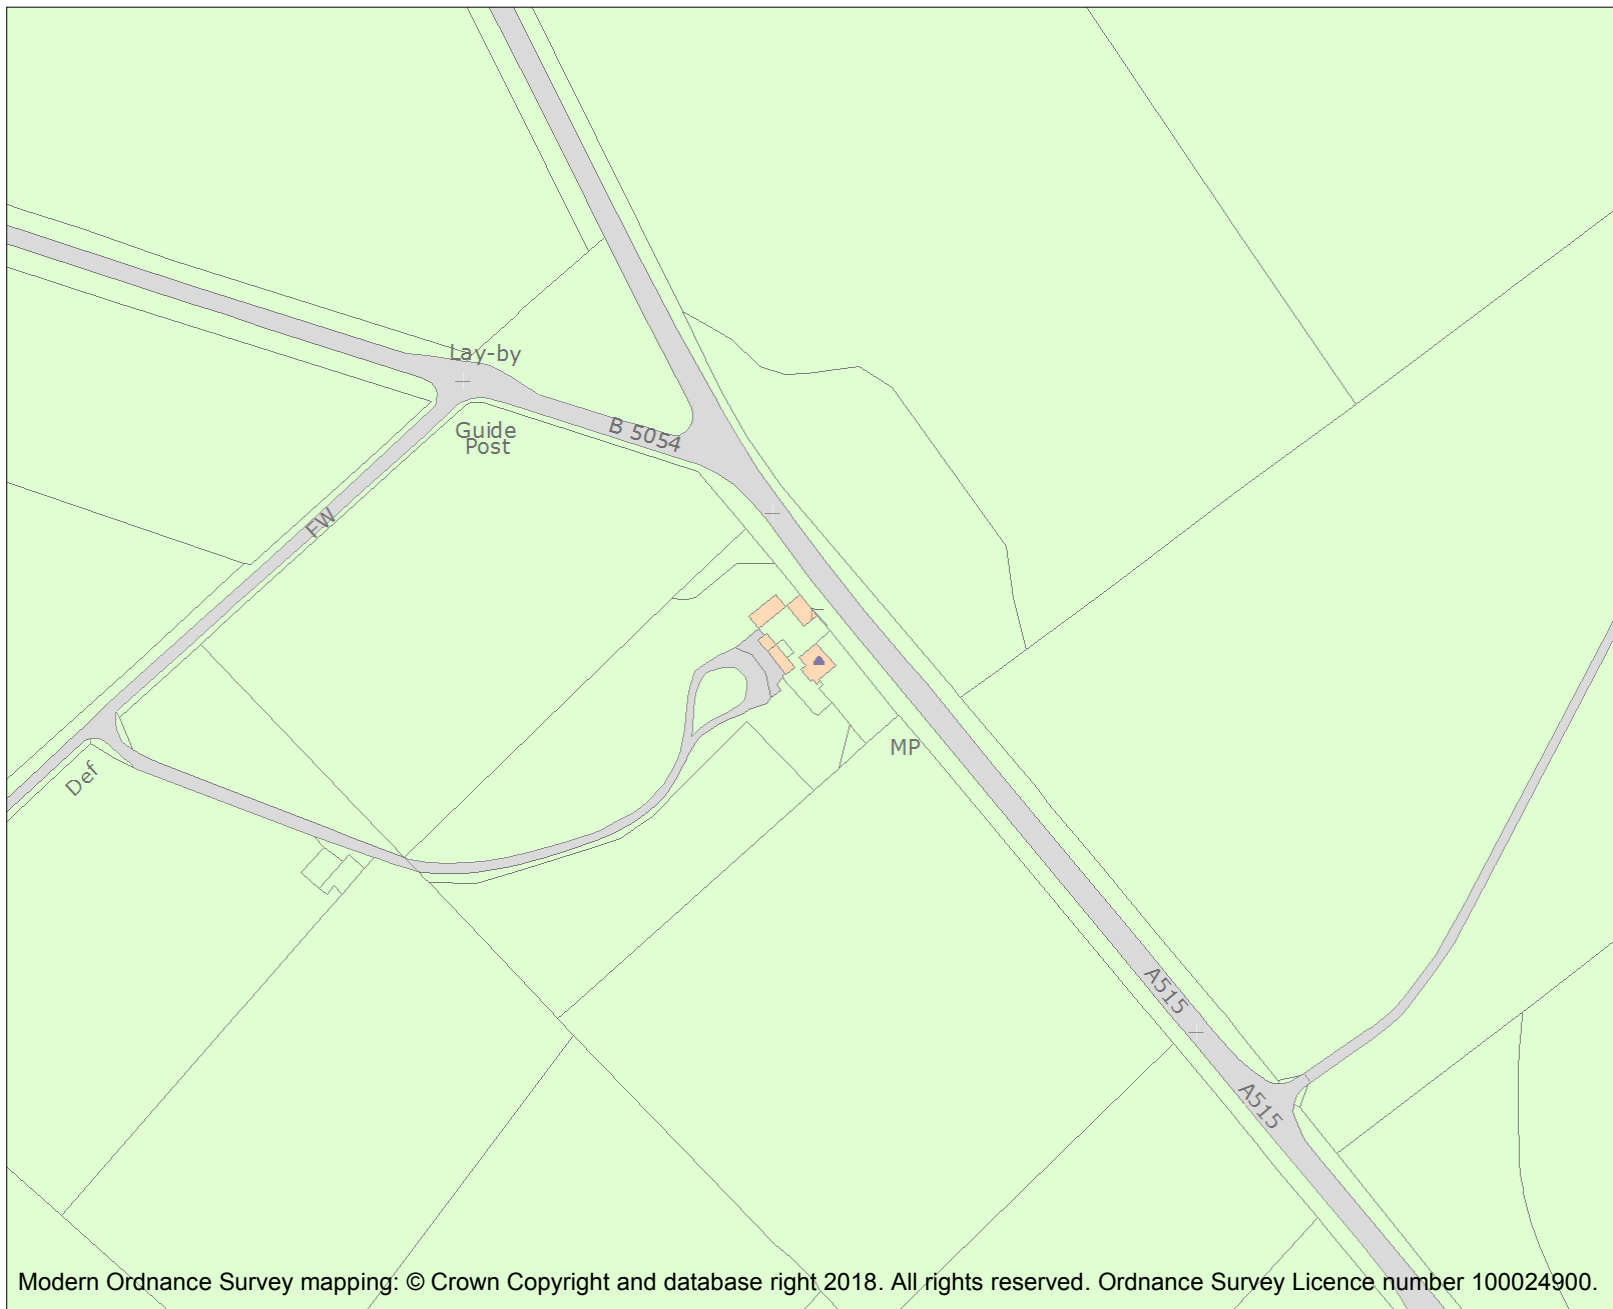 Lay-by
Guide
Post
B 5054
FW
Def
MP
A515
A515
Modern Ordnance Survey mapping: © Crown Copyright and database right 2018. All rights reserved. Ordnance Survey Licence number 100024900.